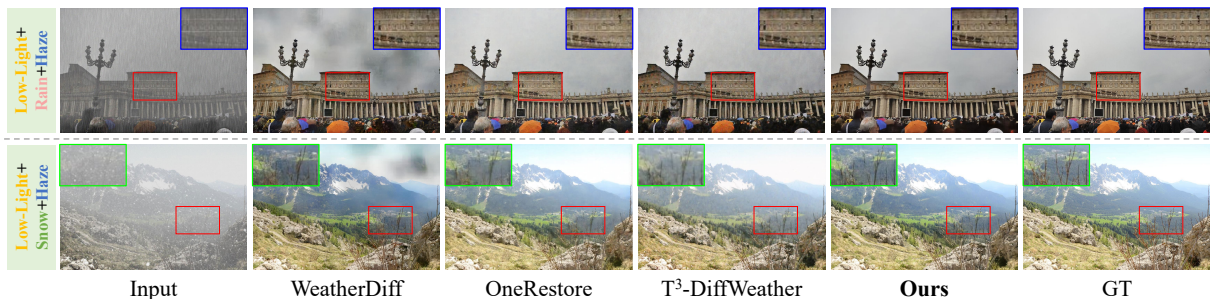 Low-Light+
Rain+Haze
Low-Light+
Snow+Haze
Input WeatherDiff OneRestore T³-DiffWeather Ours GT